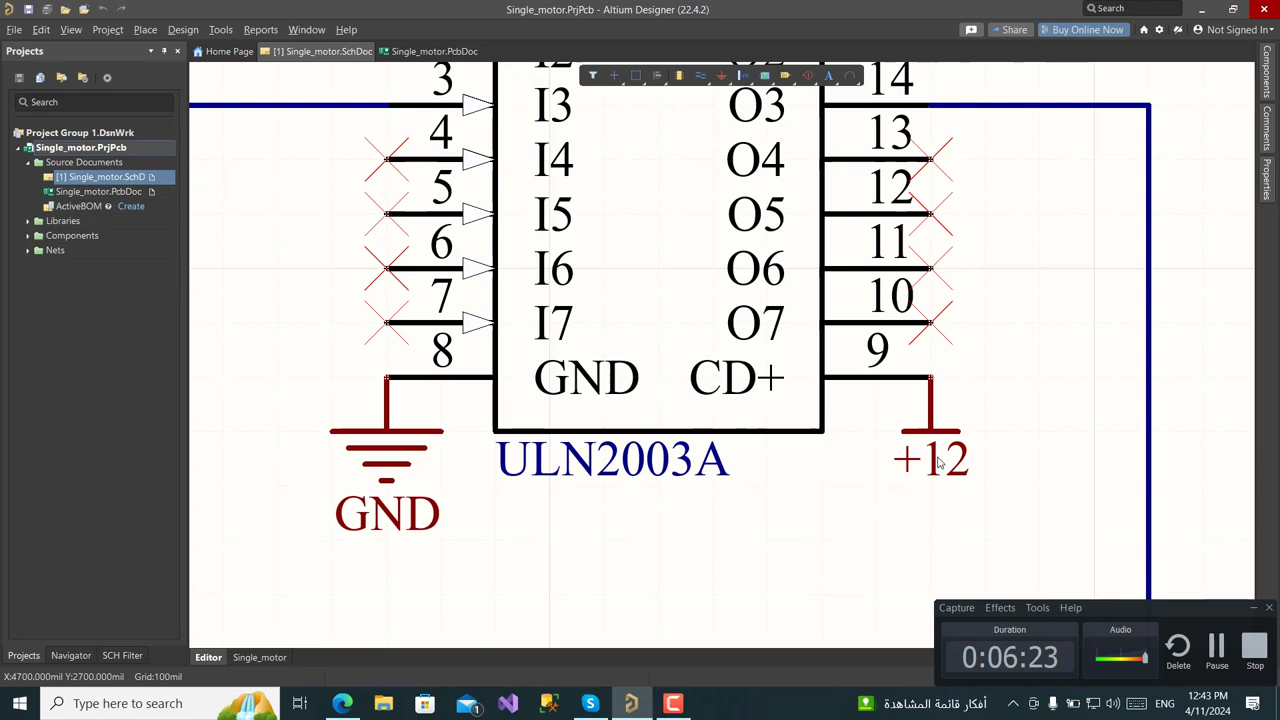 Single_motor.PrjPcb - Altium Designer (22.4.2)
Search
File Edit View Project Place Design Tools Reports Window Help
Share
Buy Online Now
Not Signed In
Projects
Home Page
[1] Single_motor.SchDoc
Single_motor.PcbDoc
Search
Project Group 1.DsnWrk
Single_motor.PrjPcb
Source Documents
[1] Single_motor.SchD
Single_motor.PcbDoc
ActiveBOM Create
Libraries
Components
Nets
3 I3 O3 14
4 I4 O4 13
5 I5 O5 12
6 I6 O6 11
7 I7 O7 10
8 GND CD+ 9
ULN2003A
+12
GND
Components
Comments
Properties
Capture Effects Tools Help
Duration
0:06:23
Audio
Delete
Pause
Stop
Projects Navigator SCH Filter
Editor Single_motor
X:4700.000mil Y:2700.000mil Grid:100mil
Type here to search
1
أفكار قائمة المشاهدة
ENG
12:43 PM
4/11/2024